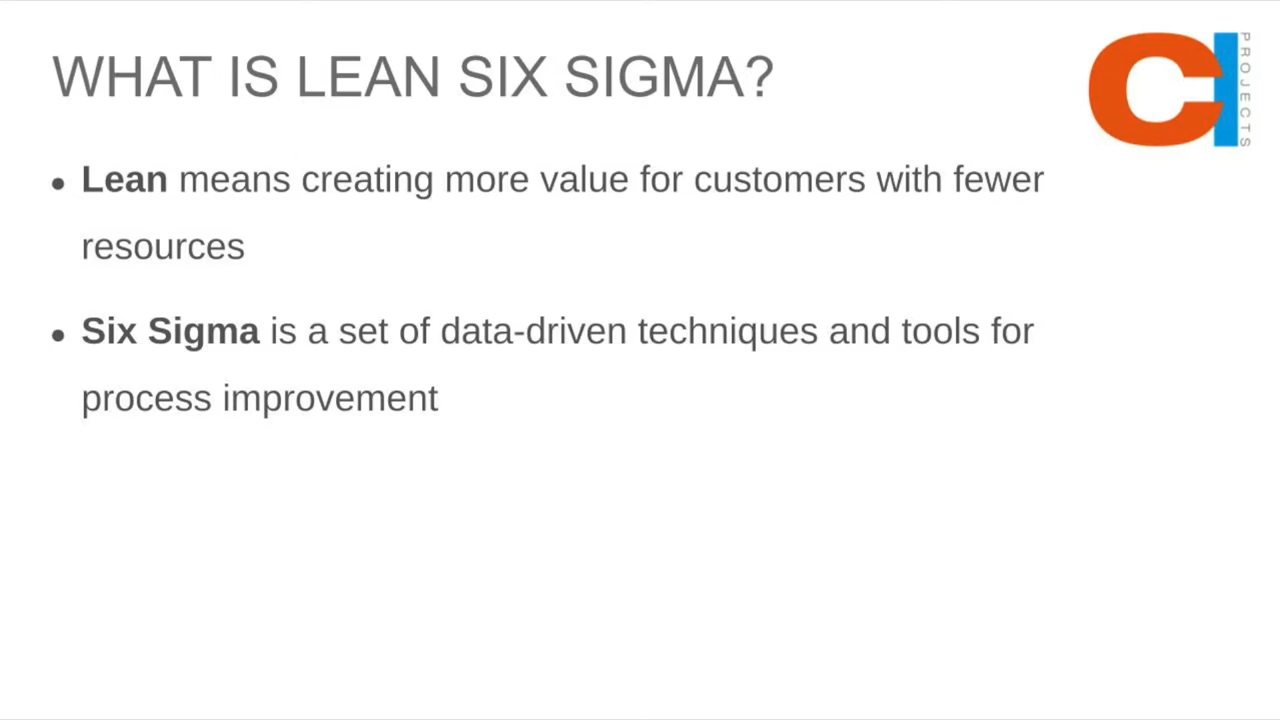 WHAT IS LEAN SIX SIGMA?
CI
PROJECTS
• Lean means creating more value for customers with fewer
resources
• Six Sigma is a set of data-driven techniques and tools for
process improvement